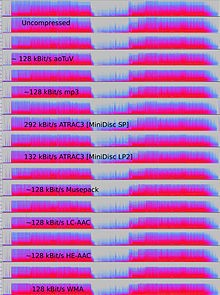 Uncompressed
~ 128 kBit/s aoTuV
~128 kBit/s mp3
292 kBit/s ATRAC3 [MiniDisc SP]
132 kBit/s ATRAC3 [MiniDisc LP2]
~128 kBit/s Musepack
~128 kBit/s LC-AAC
~128 kBit/s HE-AAC
128 kBit/s WMA